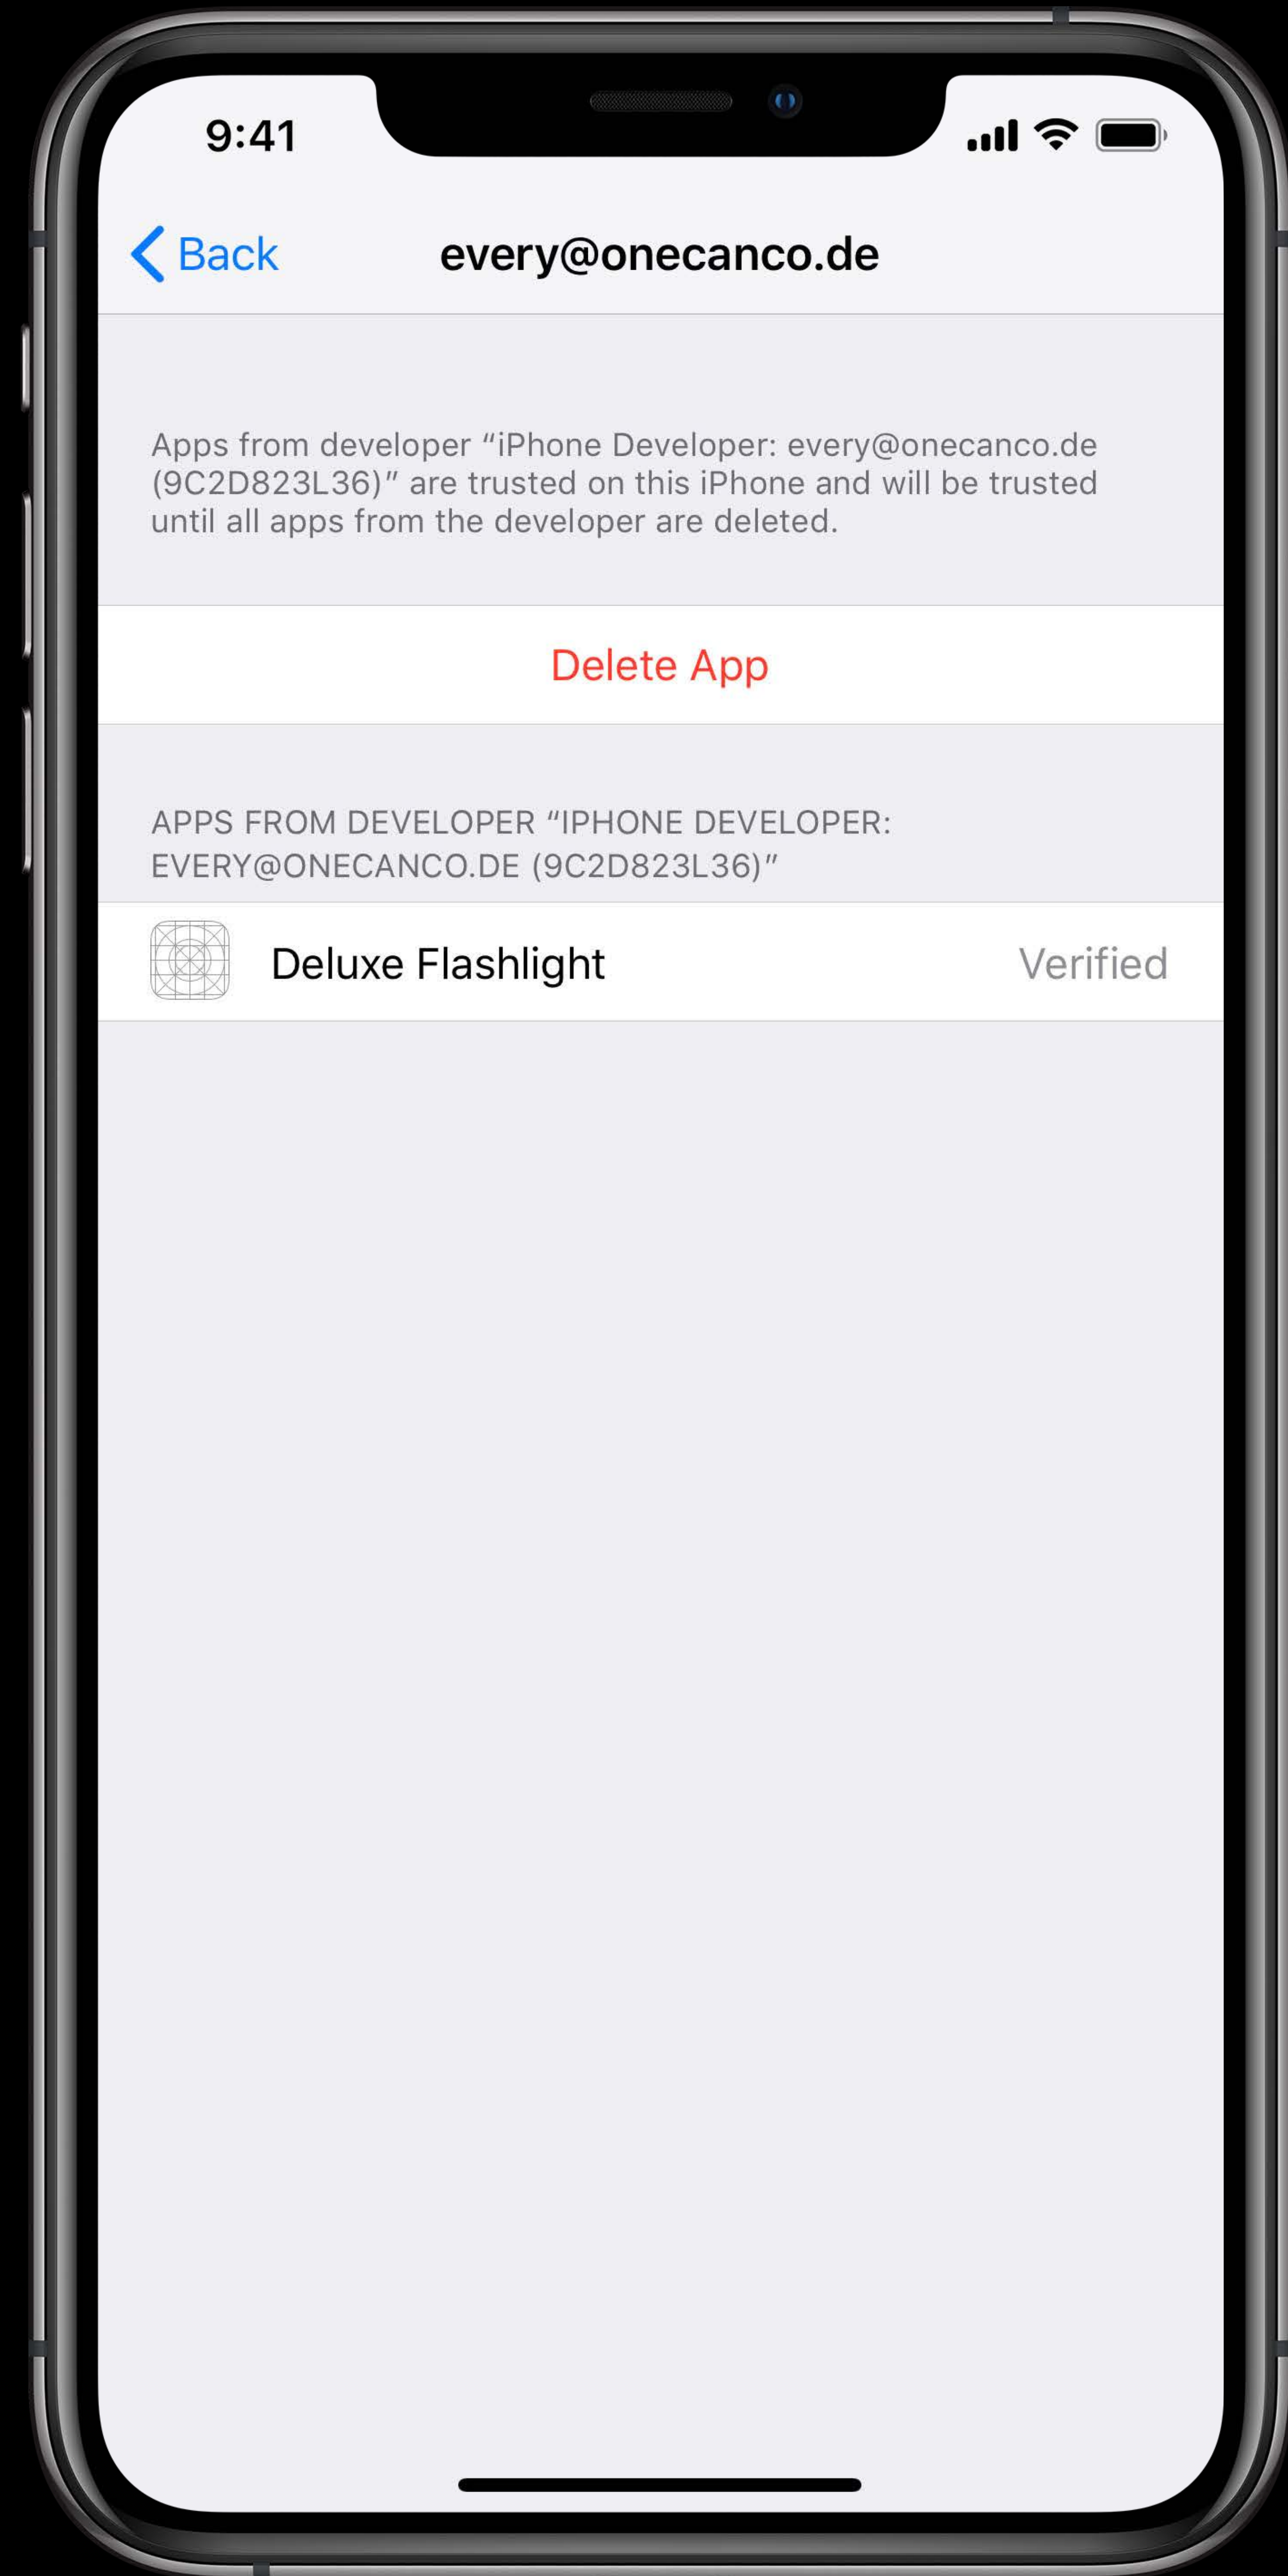 9:41
Back
every@onecanco.de
Apps from developer “iPhone Developer: every@onecanco.de
(9C2D823L36)” are trusted on this iPhone and will be trusted
until all apps from the developer are deleted.
Delete App
APPS FROM DEVELOPER “IPHONE DEVELOPER:
EVERY@ONECANCO.DE (9C2D823L36)”
Deluxe Flashlight
Verified